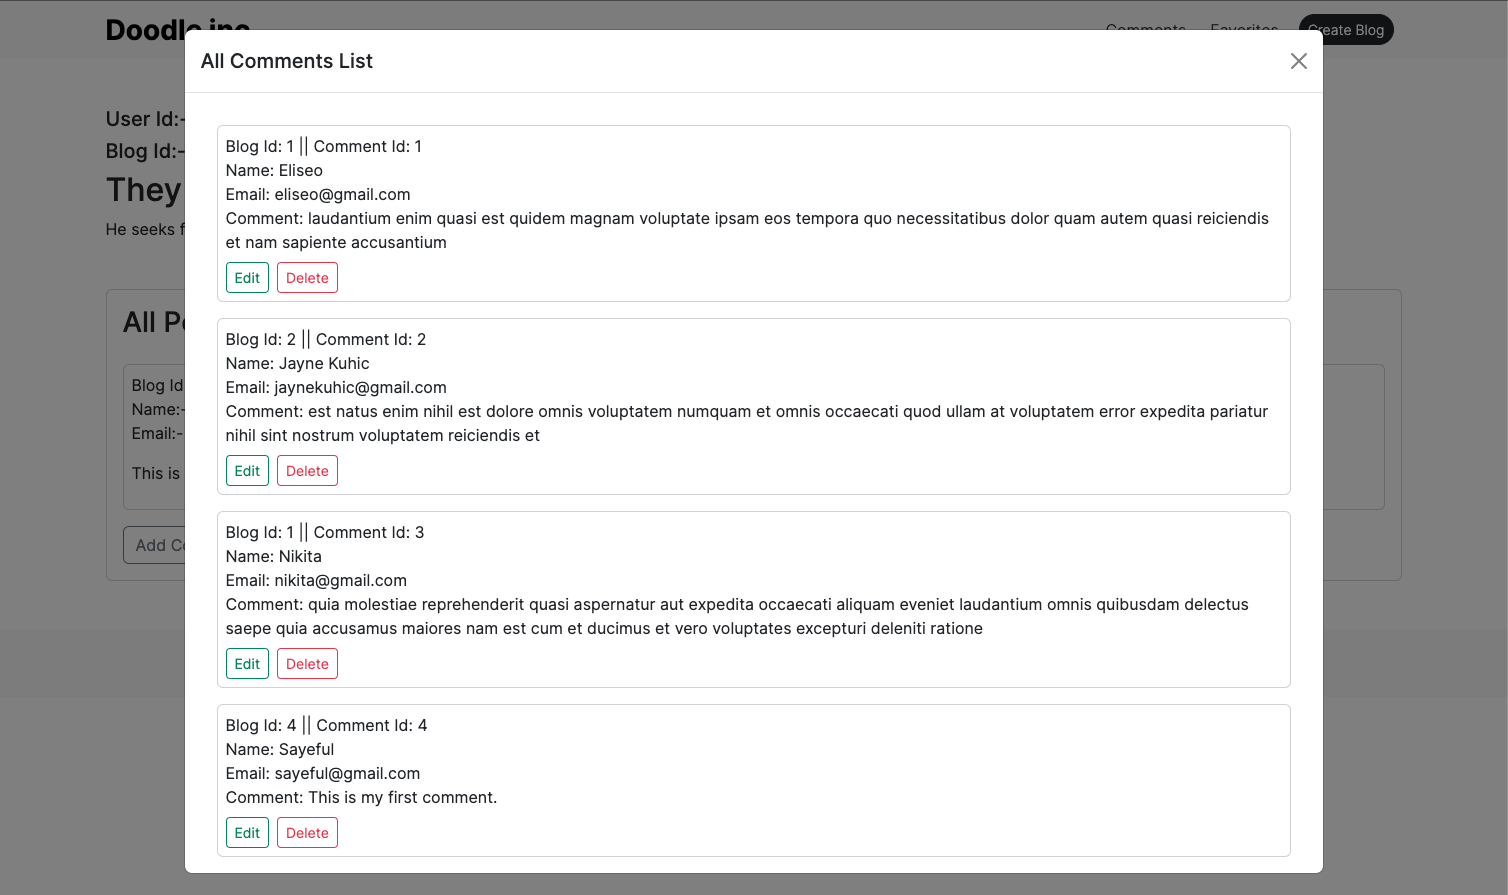 Doodle inc
Comments Favorites Create Blog
All Comments List
User Id:-
Blog Id:-
They
He seeks f
Blog Id: 1 || Comment Id: 1
Name: Eliseo
Email: eliseo@gmail.com
Comment: laudantium enim quasi est quidem magnam voluptate ipsam eos tempora quo necessitatibus dolor quam autem quasi reiciendis
et nam sapiente accusantium
Edit Delete
Blog Id: 2 || Comment Id: 2
Name: Jayne Kuhic
Email: jaynekuhic@gmail.com
Comment: est natus enim nihil est dolore omnis voluptatem numquam et omnis occaecati quod ullam at voluptatem error expedita pariatur
nihil sint nostrum voluptatem reiciendis et
Edit Delete
Blog Id: 1 || Comment Id: 3
Name: Nikita
Email: nikita@gmail.com
Comment: quia molestiae reprehenderit quasi aspernatur aut expedita occaecati aliquam eveniet laudantium omnis quibusdam delectus
saepe quia accusamus maiores nam est cum et ducimus et vero voluptates excepturi deleniti ratione
Edit Delete
Blog Id: 4 || Comment Id: 4
Name: Sayeful
Email: sayeful@gmail.com
Comment: This is my first comment.
Edit Delete
All
Blog Id
Name:-
Email:-
This is
Add